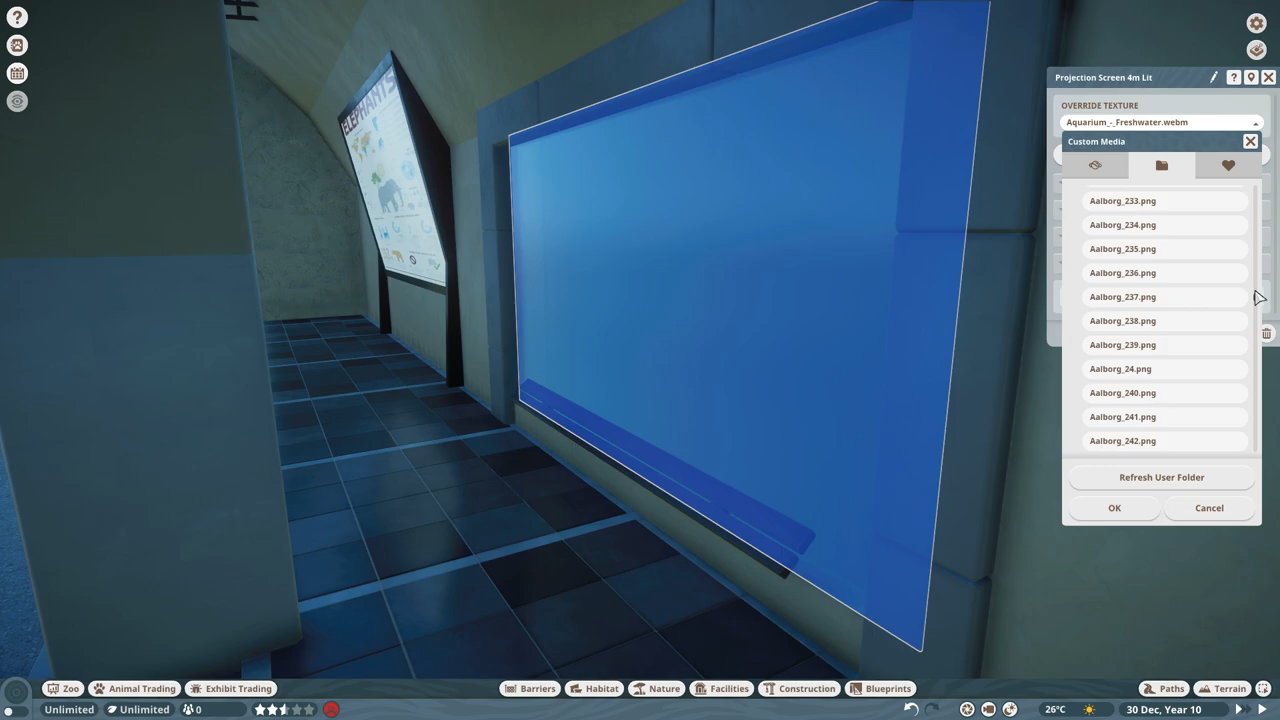 ELEPHANTS
Projection Screen 4m Lit
OVERRIDE TEXTURE
Aquarium_-_Freshwater.webm
Custom Media
Aalborg_233.png
Aalborg_234.png
Aalborg_235.png
Aalborg_236.png
Aalborg_237.png
Aalborg_238.png
Aalborg_239.png
Aalborg_24.png
Aalborg_240.png
Aalborg_241.png
Aalborg_242.png
Refresh User Folder
OK Cancel
Zoo Animal Trading Exhibit Trading Barriers Habitat Nature Facilities Construction Blueprints Paths Terrain
Unlimited Unlimited 0 26°C 30 Dec, Year 10